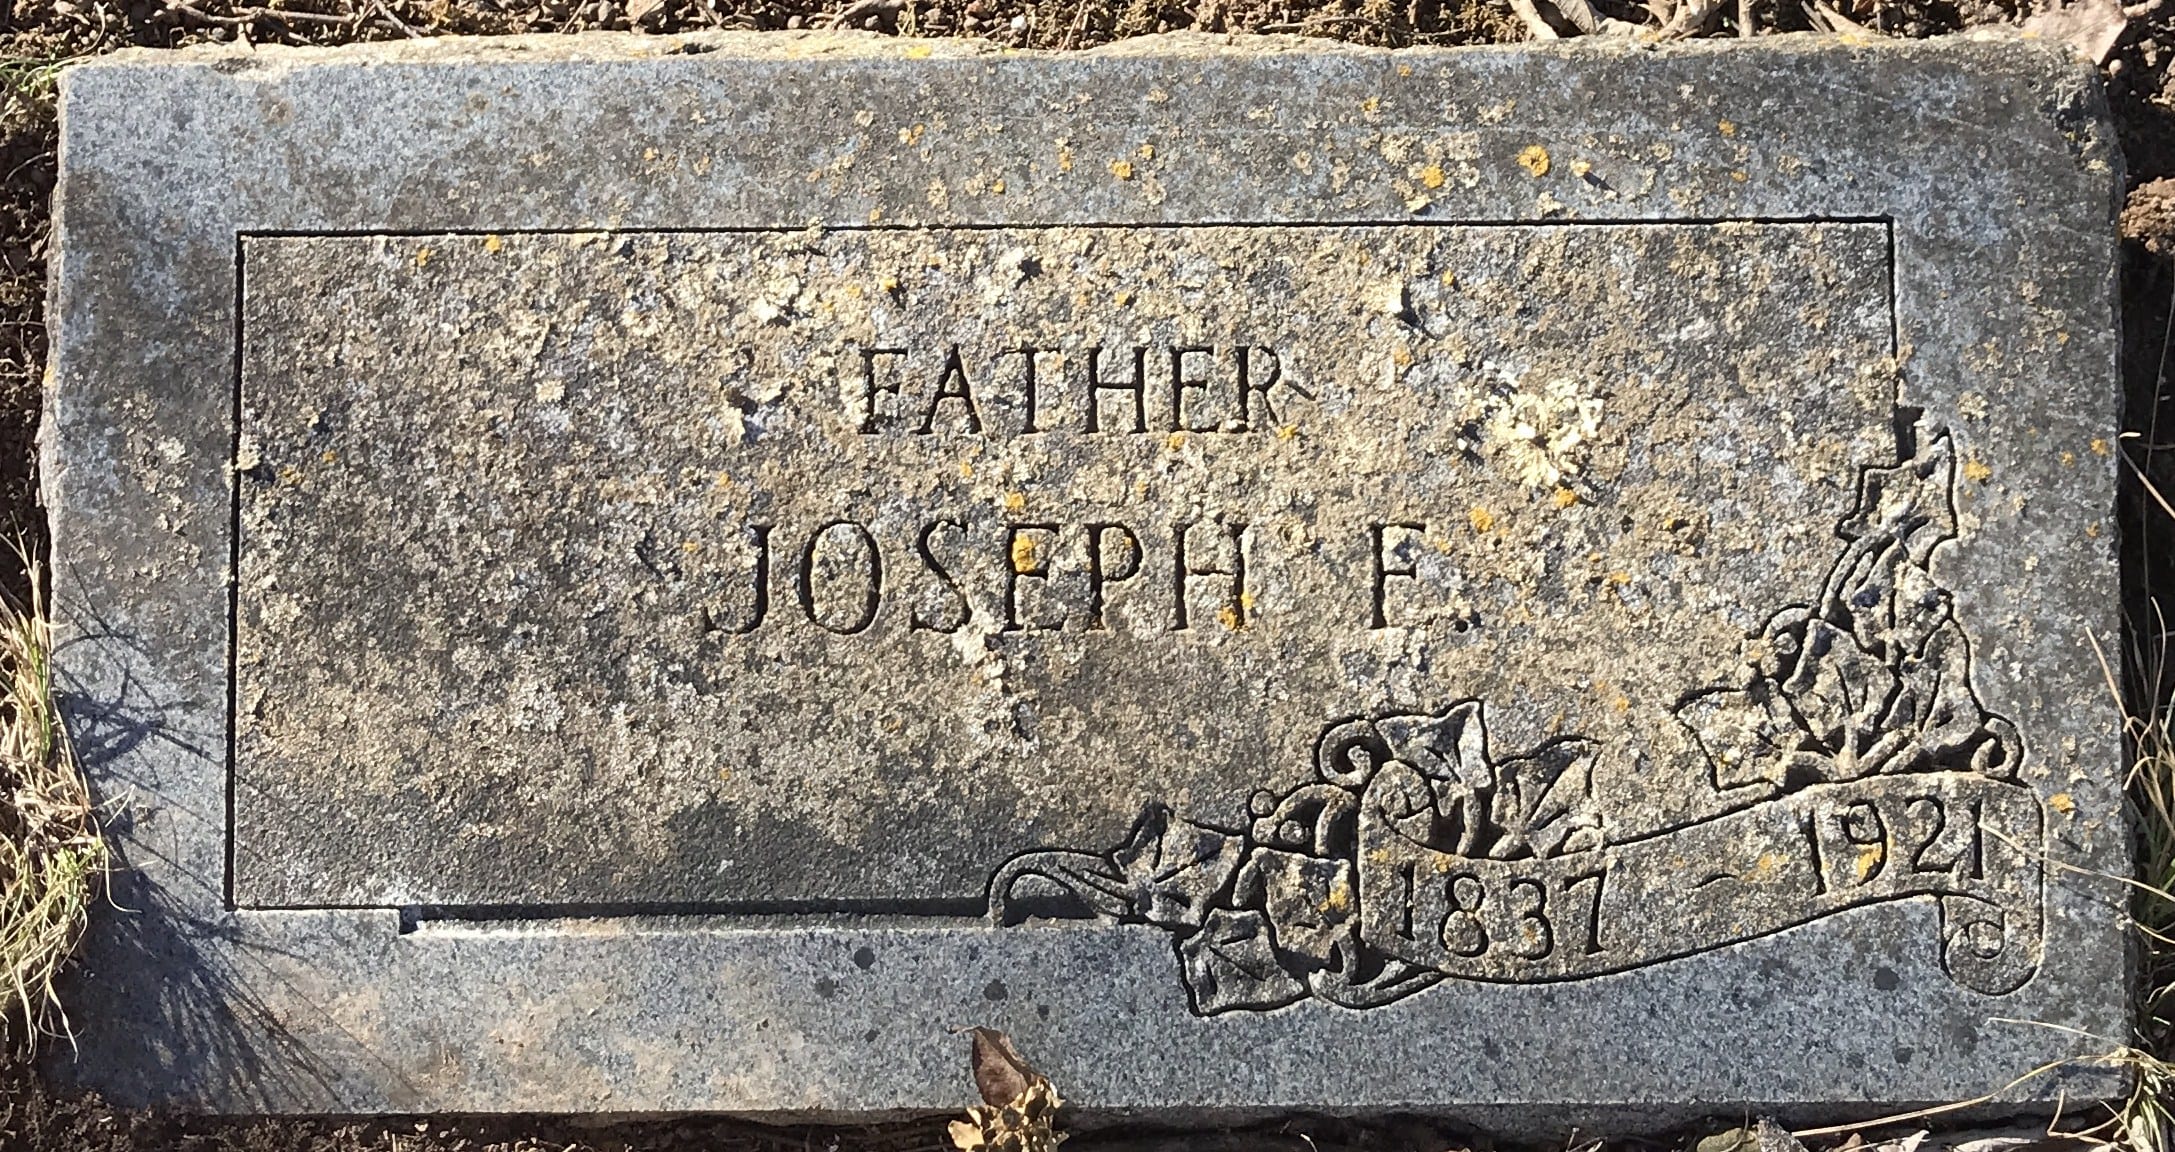 FATHER
JOSEPH E.
1837 - 1921